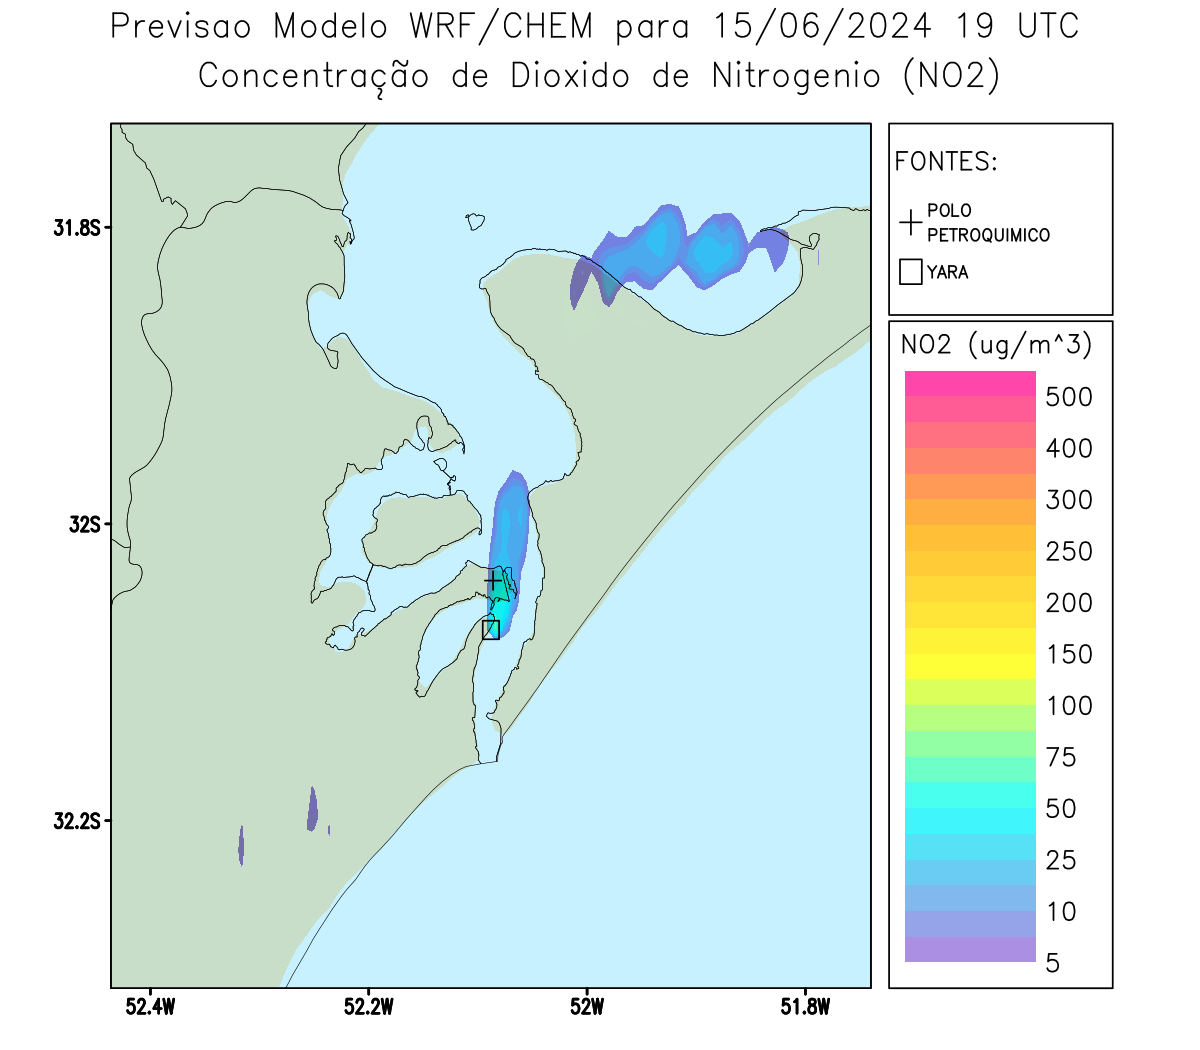 Previsao Modelo WRF/CHEM para 15/06/2024 19 UTC
Concentração de Dioxido de Nitrogenio (NO2)
FONTES:
POLO
PETROQUIMICO
YARA
31.8S
32S
32.2S
52.4W
52.2W
52W
51.8W
NO2 (ug/m^3)
500
400
300
250
200
150
100
75
50
25
10
5